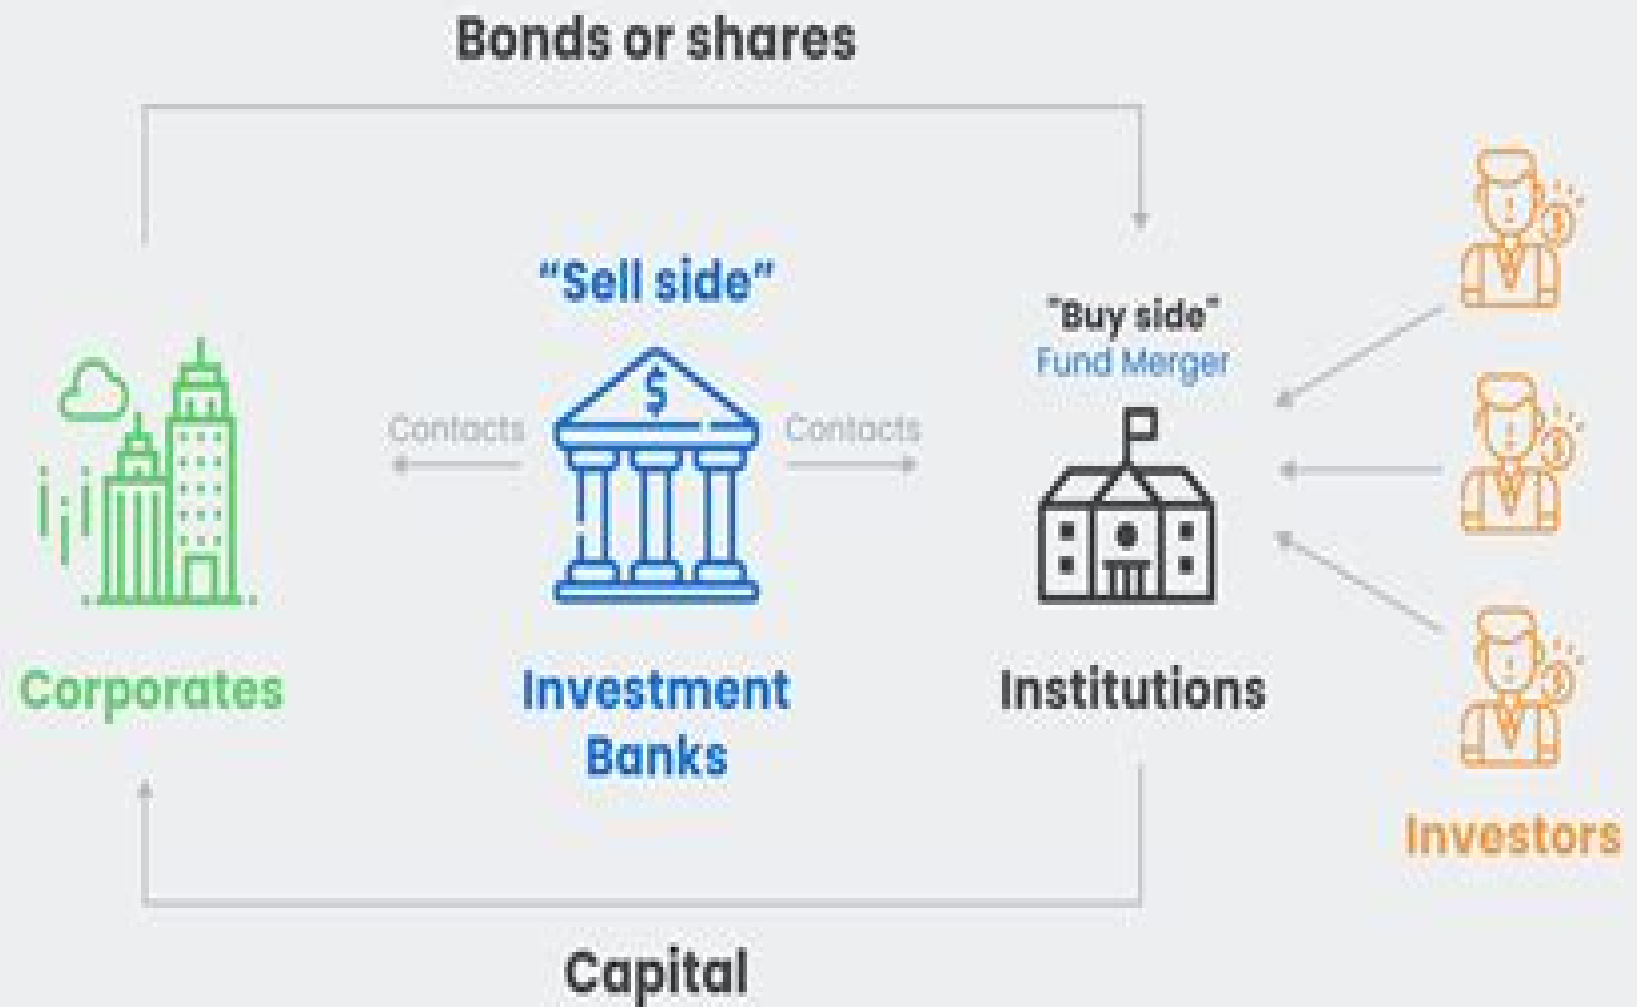 Bonds or shares
“Sell side”
"Buy side"
Fund Merger
$
Contacts
Contacts
Corporates
Investment
Banks
Institutions
Investors
Capital